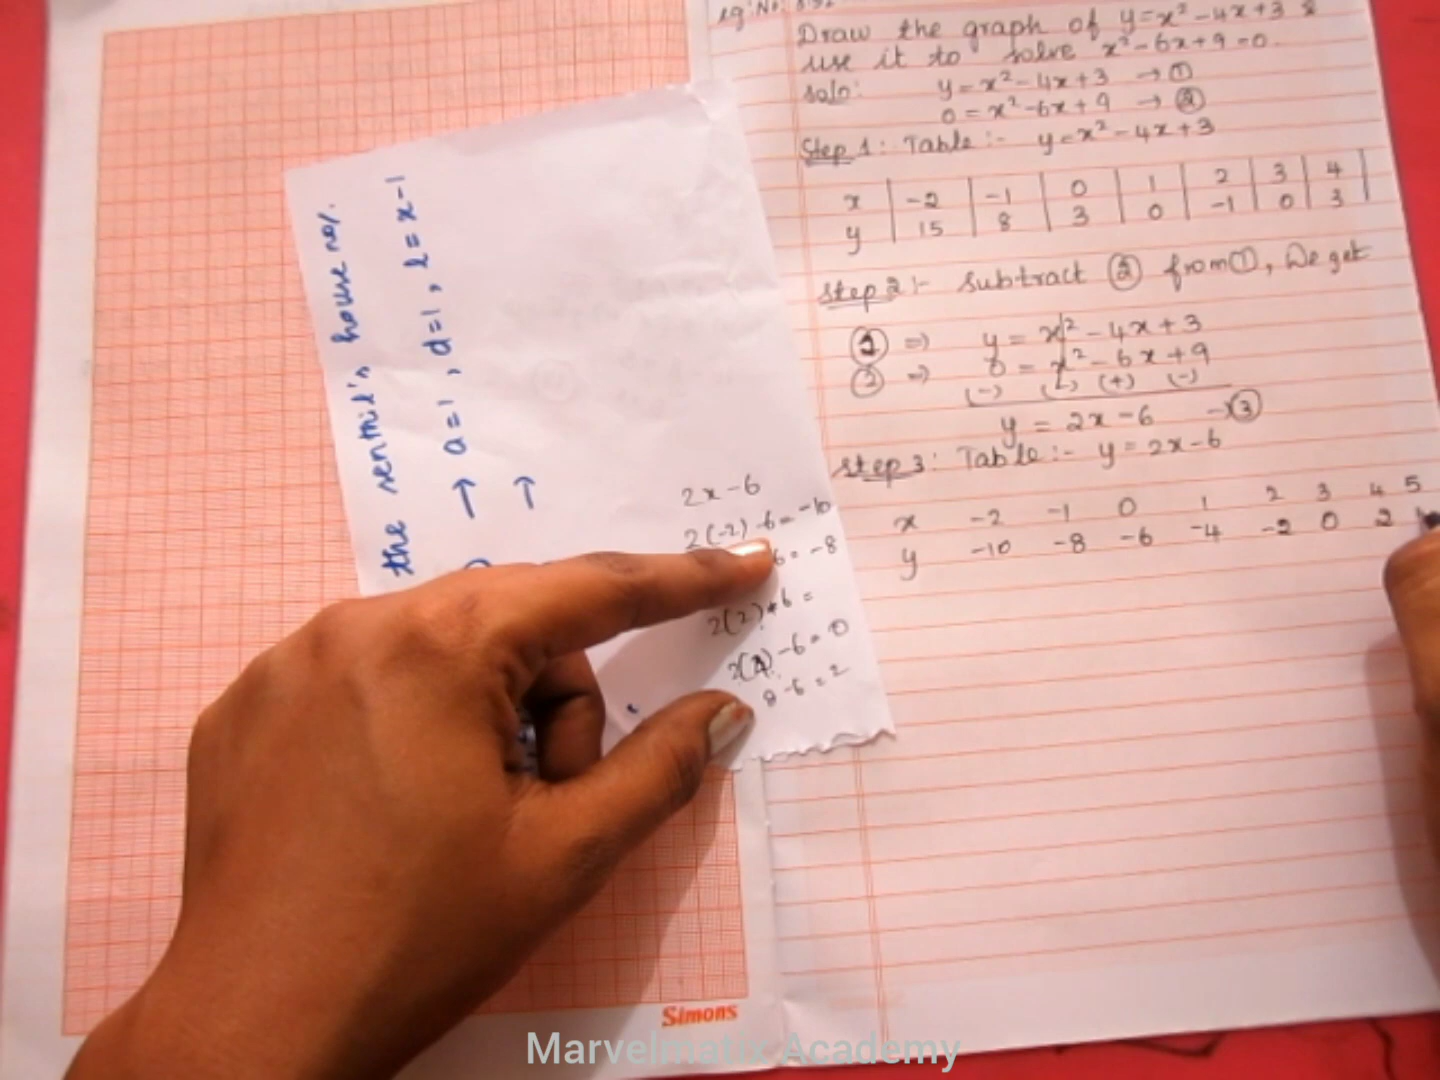 Draw the graph of y=x² -4x+3 &
use it to solve x²-6x+9=0.
soln: y=x²-4x+3 → ①
0=x²-6x+9 → ②
Step 1: Table:- y=x²-4x+3
x -2 -1 0 1 2 3 4
y 15 8 3 0 -1 0 3
Step 2:- Subtract ② from ①, We get
① ⇒ y = x² - 4x + 3
② ⇒ 0 = x² - 6x + 9
(-) (-) (+) (-)
y = 2x - 6 → ③
Step 3: Table:- y = 2x-6
x -2 -1 0 1 2 3 4 5
y -10 -8 -6 -4 -2 0 2
the senthil's house no/.
→ a=1, d=1, l=x-1
→
2x-6
2(-2)-6=-10
6=-8
2(2)+6=
-6=0
8-6=2
Simons
Marvelmatix Academy